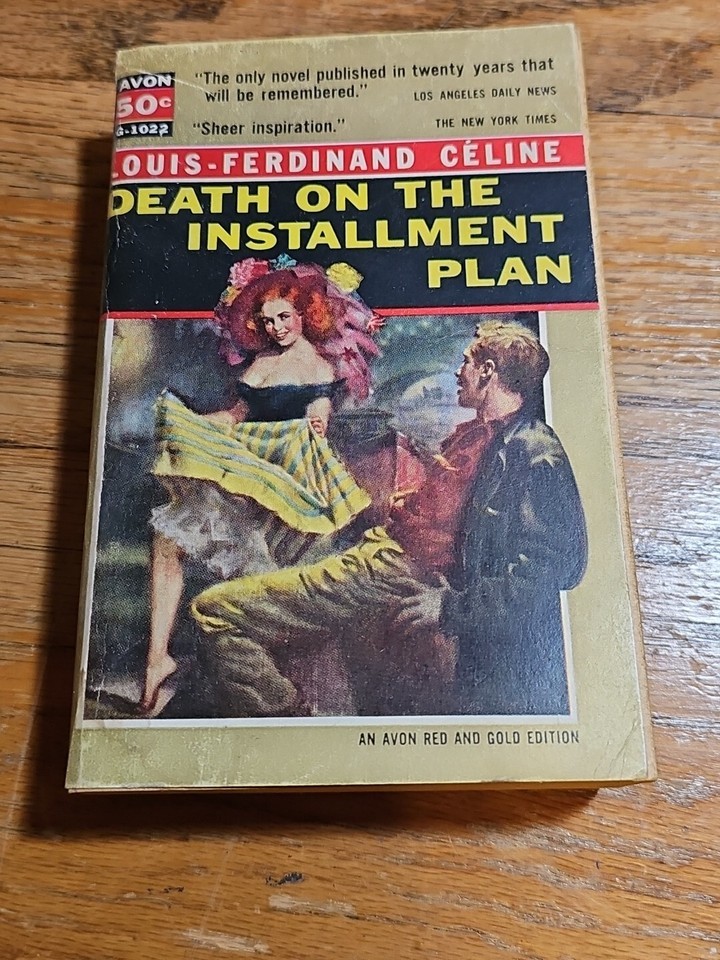 AVON
50¢
G-1022
"The only novel published in twenty years that
will be remembered."
LOS ANGELES DAILY NEWS
"Sheer inspiration."
THE NEW YORK TIMES
LOUIS-FERDINAND CÉLINE
DEATH ON THE
INSTALLMENT
PLAN
AN AVON RED AND GOLD EDITION